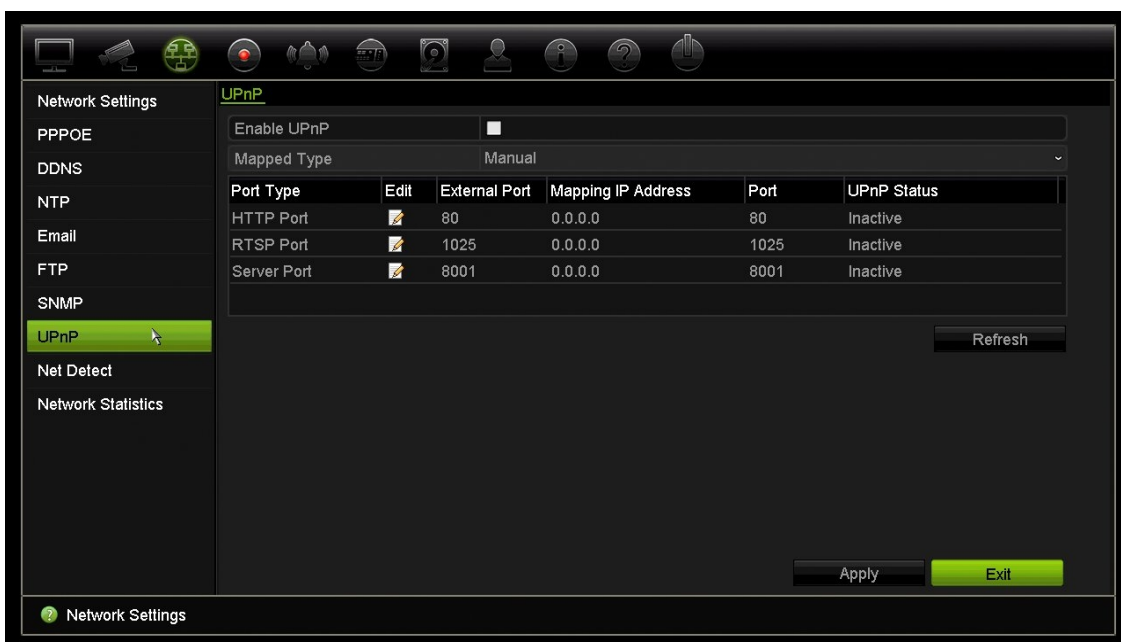 Network Settings
UPnP
PPPOE
Enable UPnP
DDNS
Mapped Type Manual
NTP
Port Type Edit External Port Mapping IP Address Port UPnP Status
HTTP Port 80 0.0.0.0 80 Inactive
Email
RTSP Port 1025 0.0.0.0 1025 Inactive
FTP
Server Port 8001 0.0.0.0 8001 Inactive
SNMP
UPnP
Refresh
Net Detect
Network Statistics
Apply Exit
Network Settings